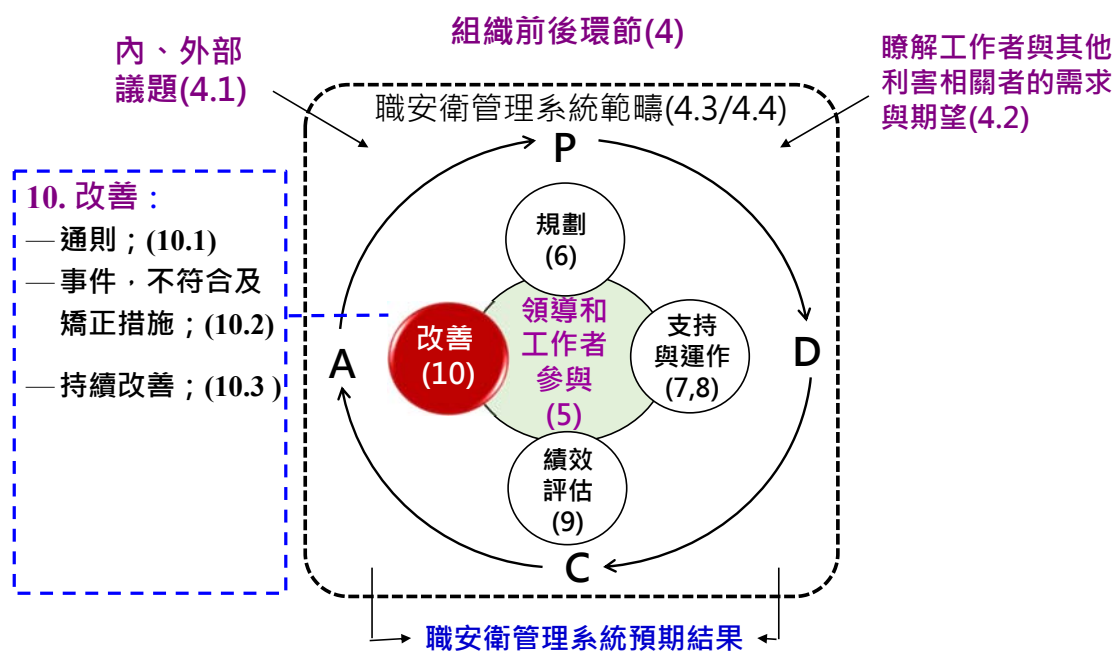 組織前後環節(4)
內、外部
議題(4.1)
瞭解工作者與其他
利害相關者的需求
與期望(4.2)
職安衛管理系統範疇(4.3/4.4)
P
10. 改善：
— 通則；(10.1)
— 事件，不符合及
矯正措施；(10.2)
— 持續改善；(10.3 )
規劃
(6)
領導和
工作者
參與
(5)
改善
(10)
支持
與運作
(7,8)
A
D
績效
評估
(9)
C
職安衛管理系統預期結果